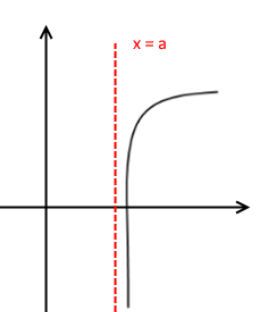 x = a